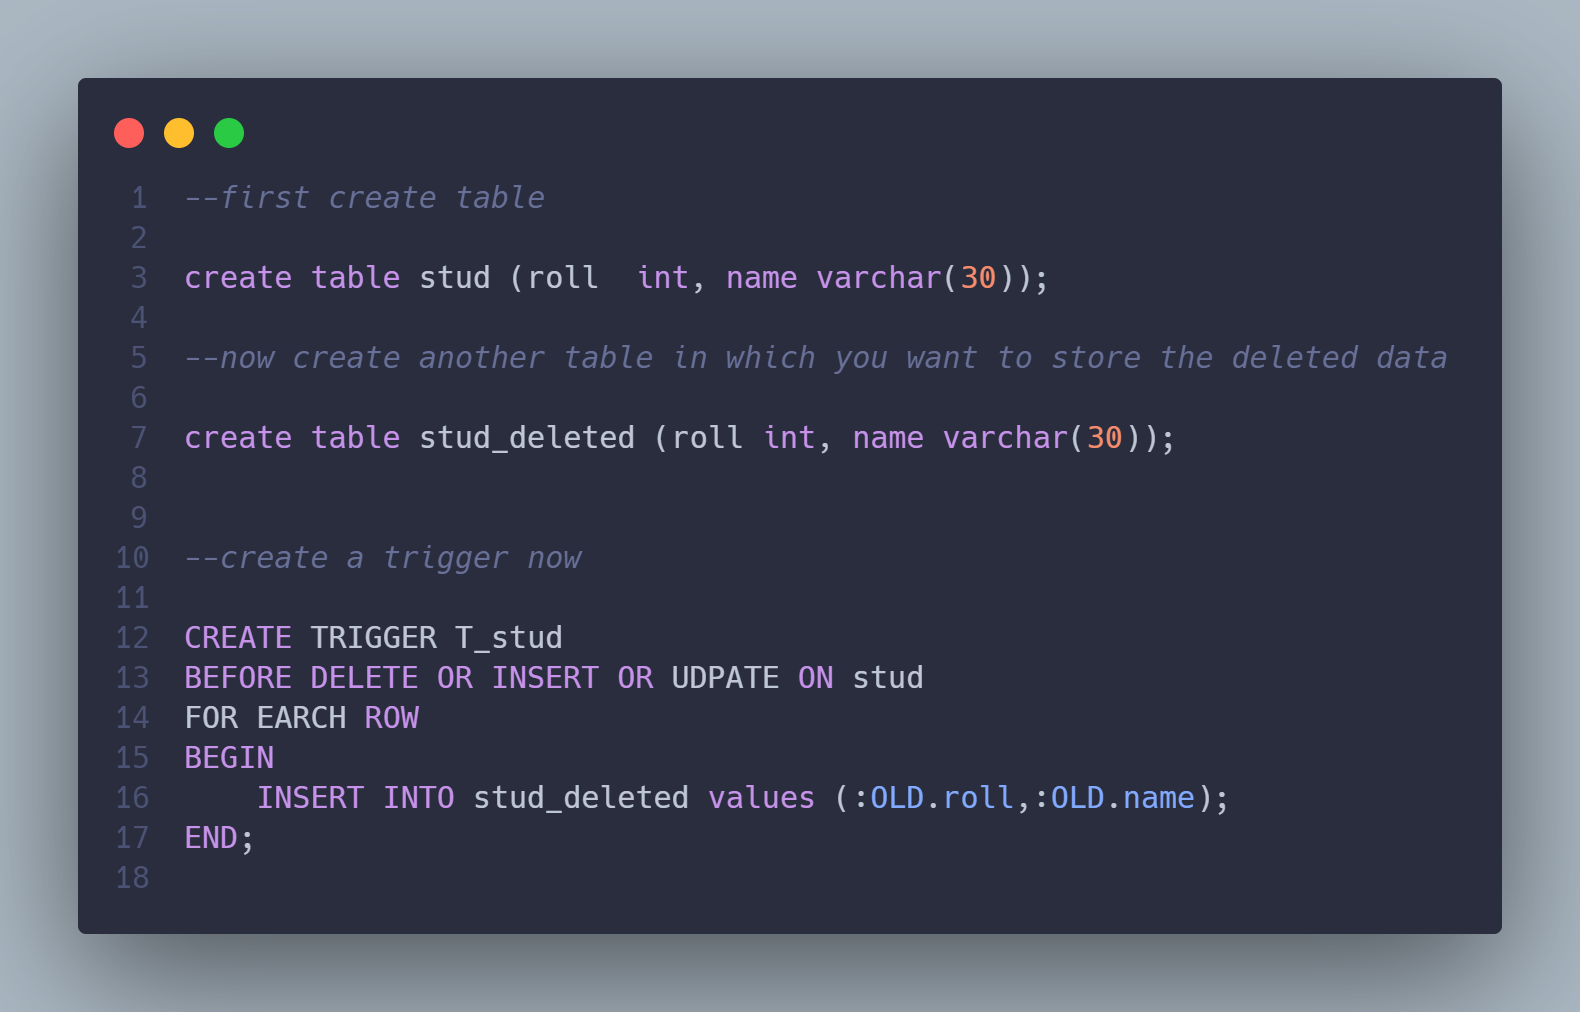 1 --first create table
2
3 create table stud (roll  int, name varchar(30));
4
5 --now create another table in which you want to store the deleted data
6
7 create table stud_deleted (roll int, name varchar(30));
8
9
10 --create a trigger now
11
12 CREATE TRIGGER T_stud
13 BEFORE DELETE OR INSERT OR UDPATE ON stud
14 FOR EARCH ROW
15 BEGIN
16     INSERT INTO stud_deleted values (:OLD.roll,:OLD.name);
17 END;
18